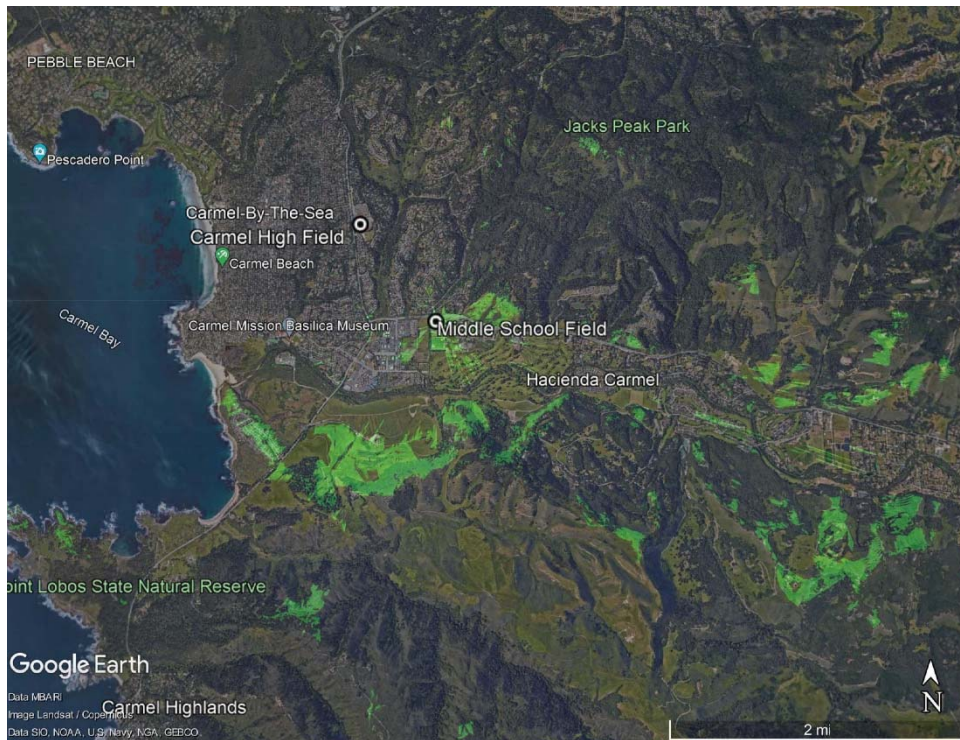 PEBBLE BEACH
Jacks Peak Park
Pescadero Point
Carmel-By-The-Sea
Carmel High Field
Carmel Beach
Carmel Bay
Carmel Mission Basilica Museum
Middle School Field
Hacienda Carmel
oint Lobos State Natural Reserve
Google Earth
Data MBARI
Image Landsat / Copernicus
Carmel Highlands
Data SIO, NOAA, U.S. Navy, NGA, GEBCO
N
2 mi